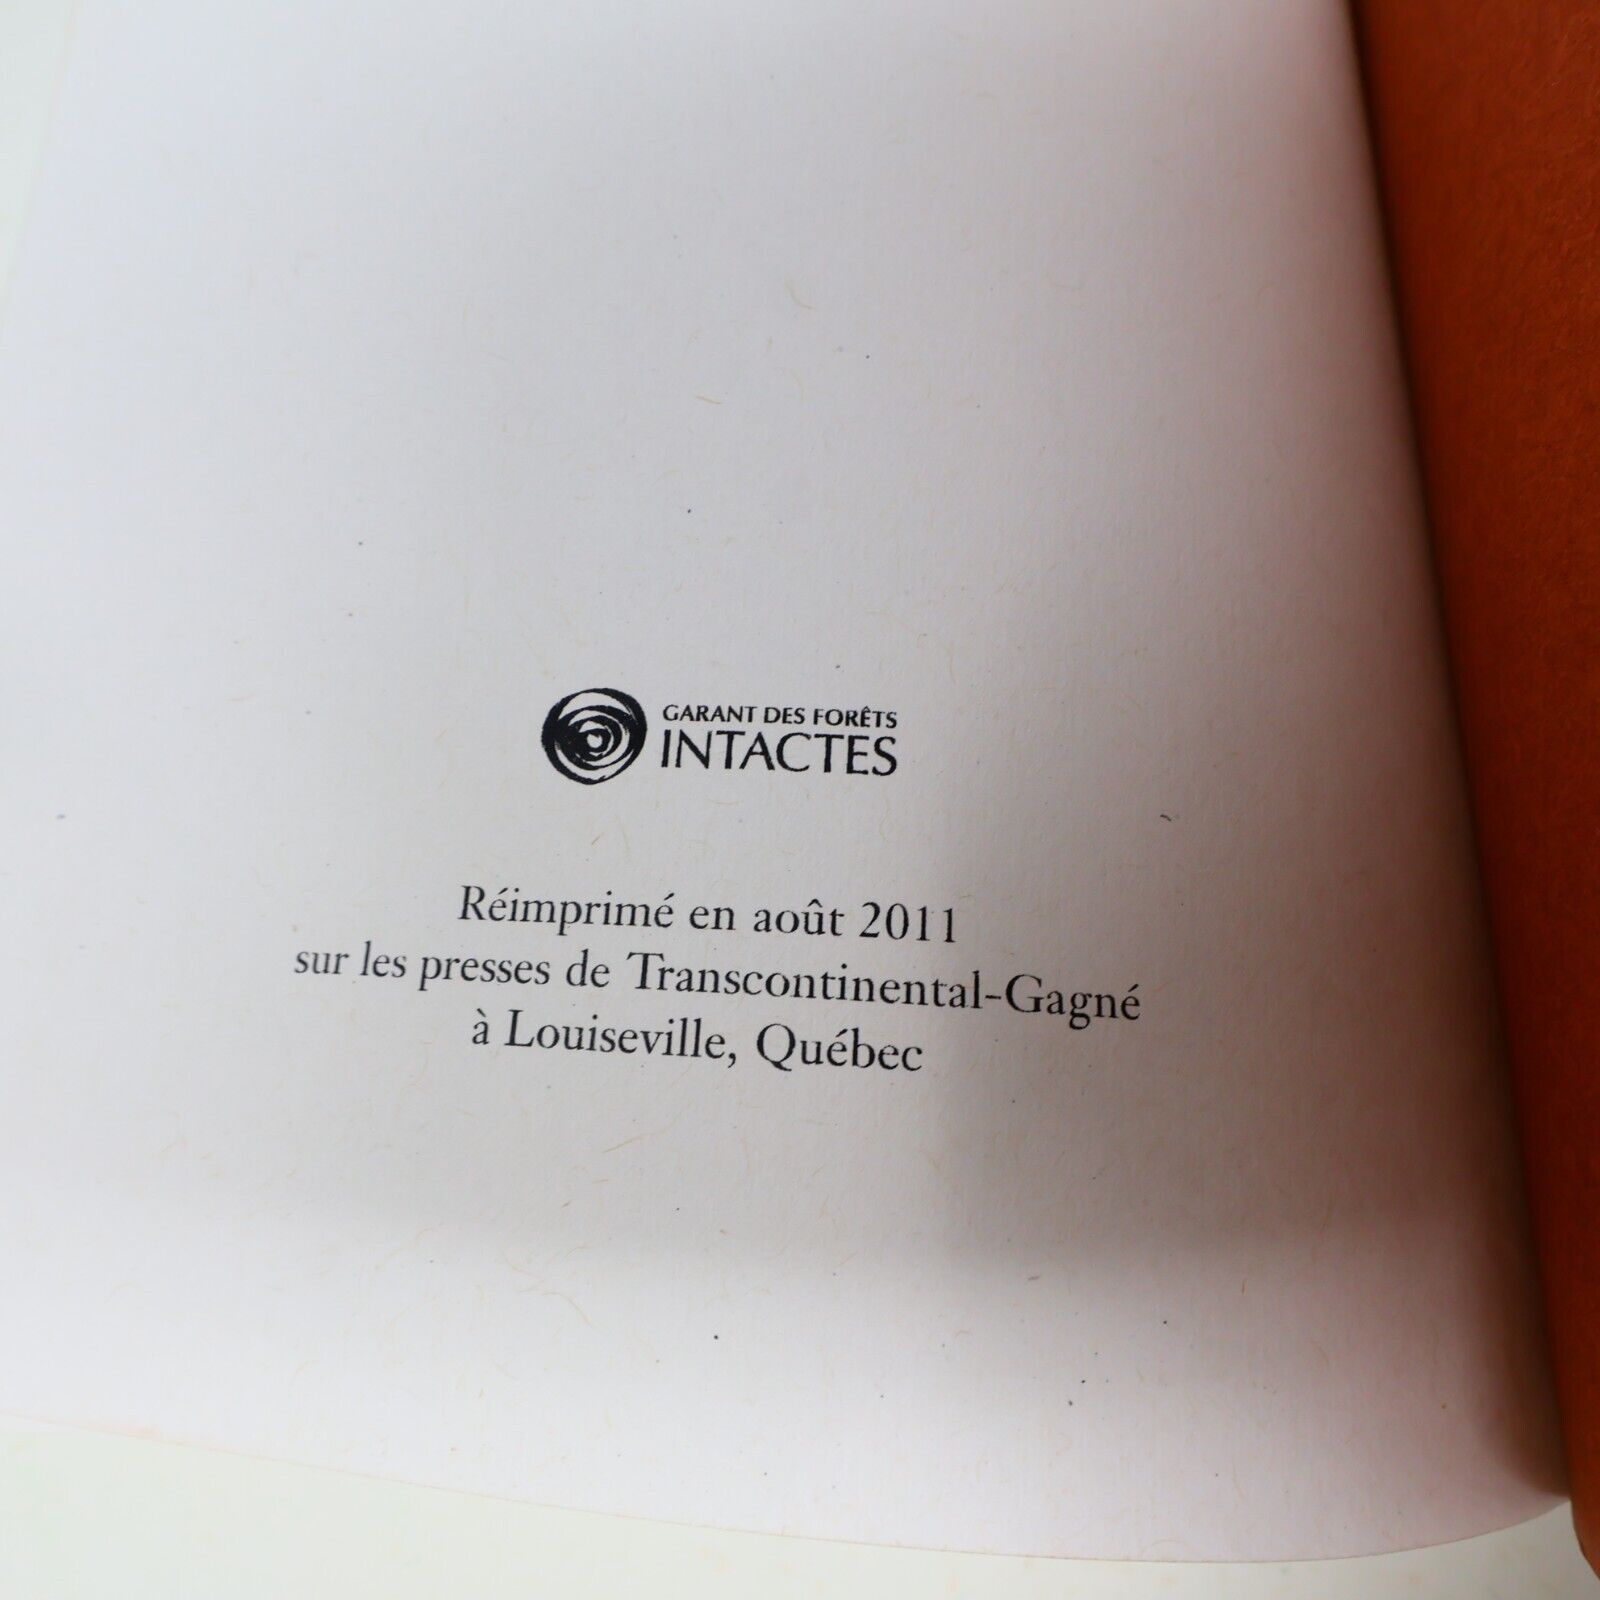 GARANT DES FORÊTS
INTACTES
Réimprimé en août 2011
sur les presses de Transcontinental-Gagné
à Louiseville, Québec